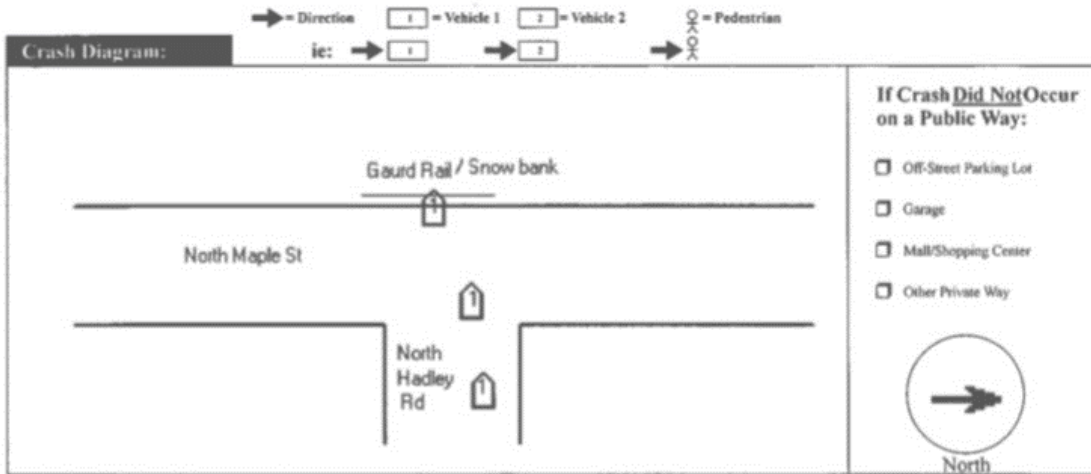 = Direction 1 = Vehicle 1 2 = Vehicle 2 = Pedestrian
Crash Diagram: ie: 1 2
If Crash Did Not Occur
on a Public Way:
Off-Street Parking Lot
Garage
Mall/Shopping Center
Other Private Way
North
Gaurd Rail / Snow bank
1
North Maple St
1
North
Hadley
Rd
1